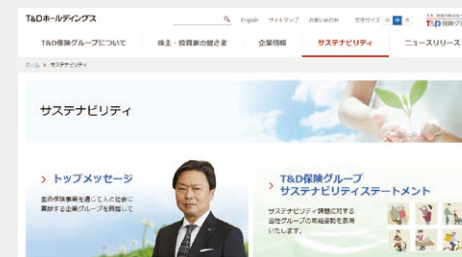 T&Dホールディングス
English サイトマップ お問い合わせ 文字サイズ 小 中 大
T&D 保険グループ
T&D保険グループについて 株主・投資家の皆さま 企業情報 サステナビリティ ニュースリリース
ホーム > サステナビリティ
サステナビリティ
トップメッセージ
生命保険事業を通じて人と社会に
貢献する企業グループを目指して
T&D保険グループ
サステナビリティステートメント
サステナビリティ課題に対する
当社グループの取組姿勢を表明
いたします。